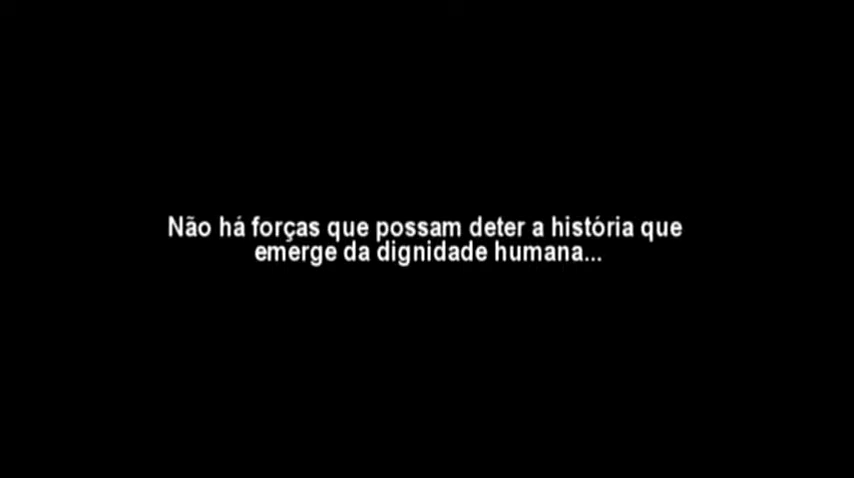 Não há forças que possam deter a história que
emerge da dignidade humana...